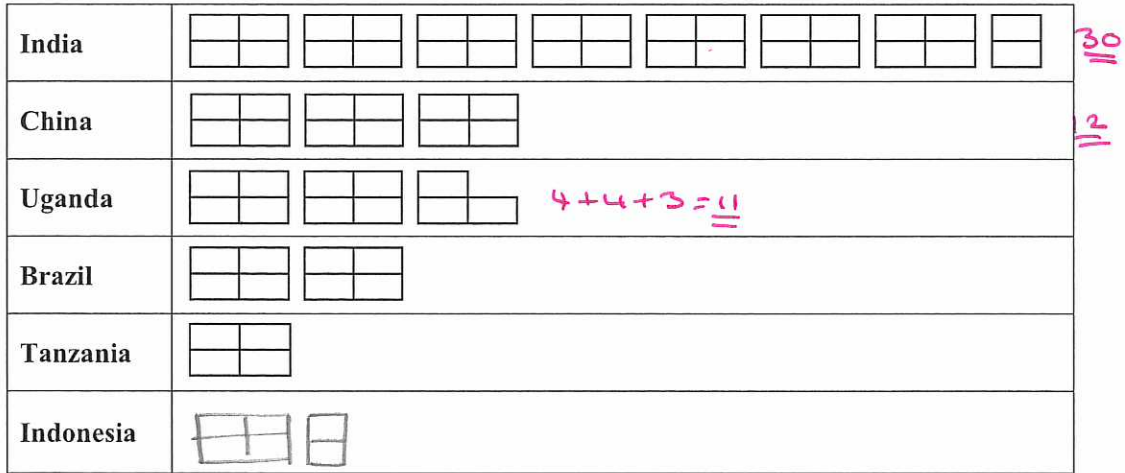 India 30
China 12
Uganda 4+4+3=11
Brazil
Tanzania
Indonesia